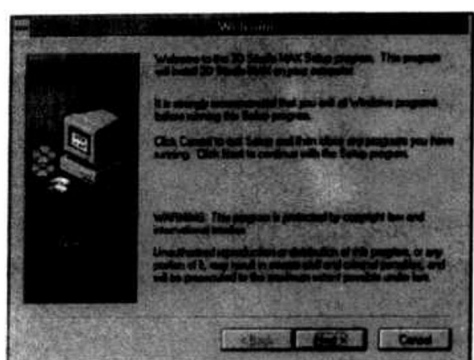 Welcome
Welcome to the 3D Studio MAX Setup program. This program
will install 3D Studio MAX on your computer.
It is strongly recommended that you exit all Windows programs
before running this Setup program.
Click Cancel to quit Setup and then close any programs you have
running. Click Next to continue with the Setup program.
WARNING: This program is protected by copyright law and
international treaties.
Unauthorized reproduction or distribution of this program, or any
portion of it, may result in severe civil and criminal penalties, and
will be prosecuted to the maximum extent possible under law.
< Back
Next >
Cancel